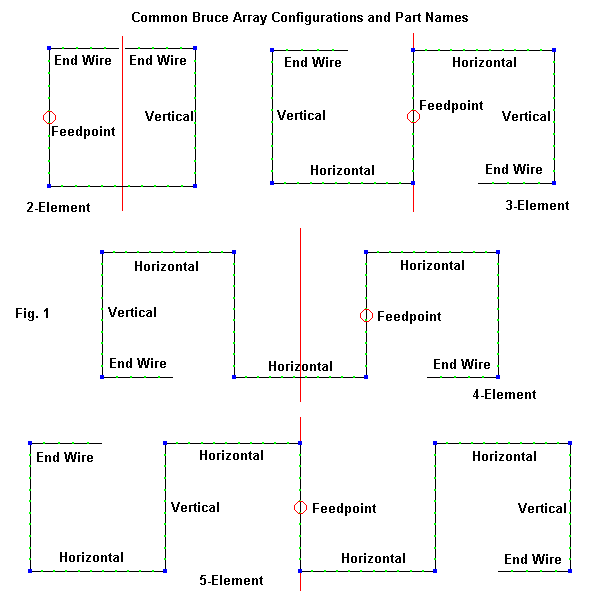 Common Bruce Array Configurations and Part Names
End Wire
End Wire
Feedpoint
Vertical
2-Element
End Wire
Horizontal
Vertical
Feedpoint
Vertical
Horizontal
End Wire
3-Element
Fig. 1
Horizontal
Horizontal
Vertical
Feedpoint
End Wire
Horizontal
End Wire
4-Element
End Wire
Horizontal
Horizontal
Vertical
Feedpoint
Vertical
Horizontal
Horizontal
End Wire
5-Element